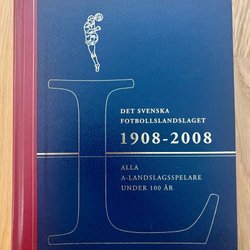 DET SVENSKA
FOTBOLLSLANDSLAGET
1908-2008
ALLA
A-LANDSLAGSSPELARE
UNDER 100 ÅR
L